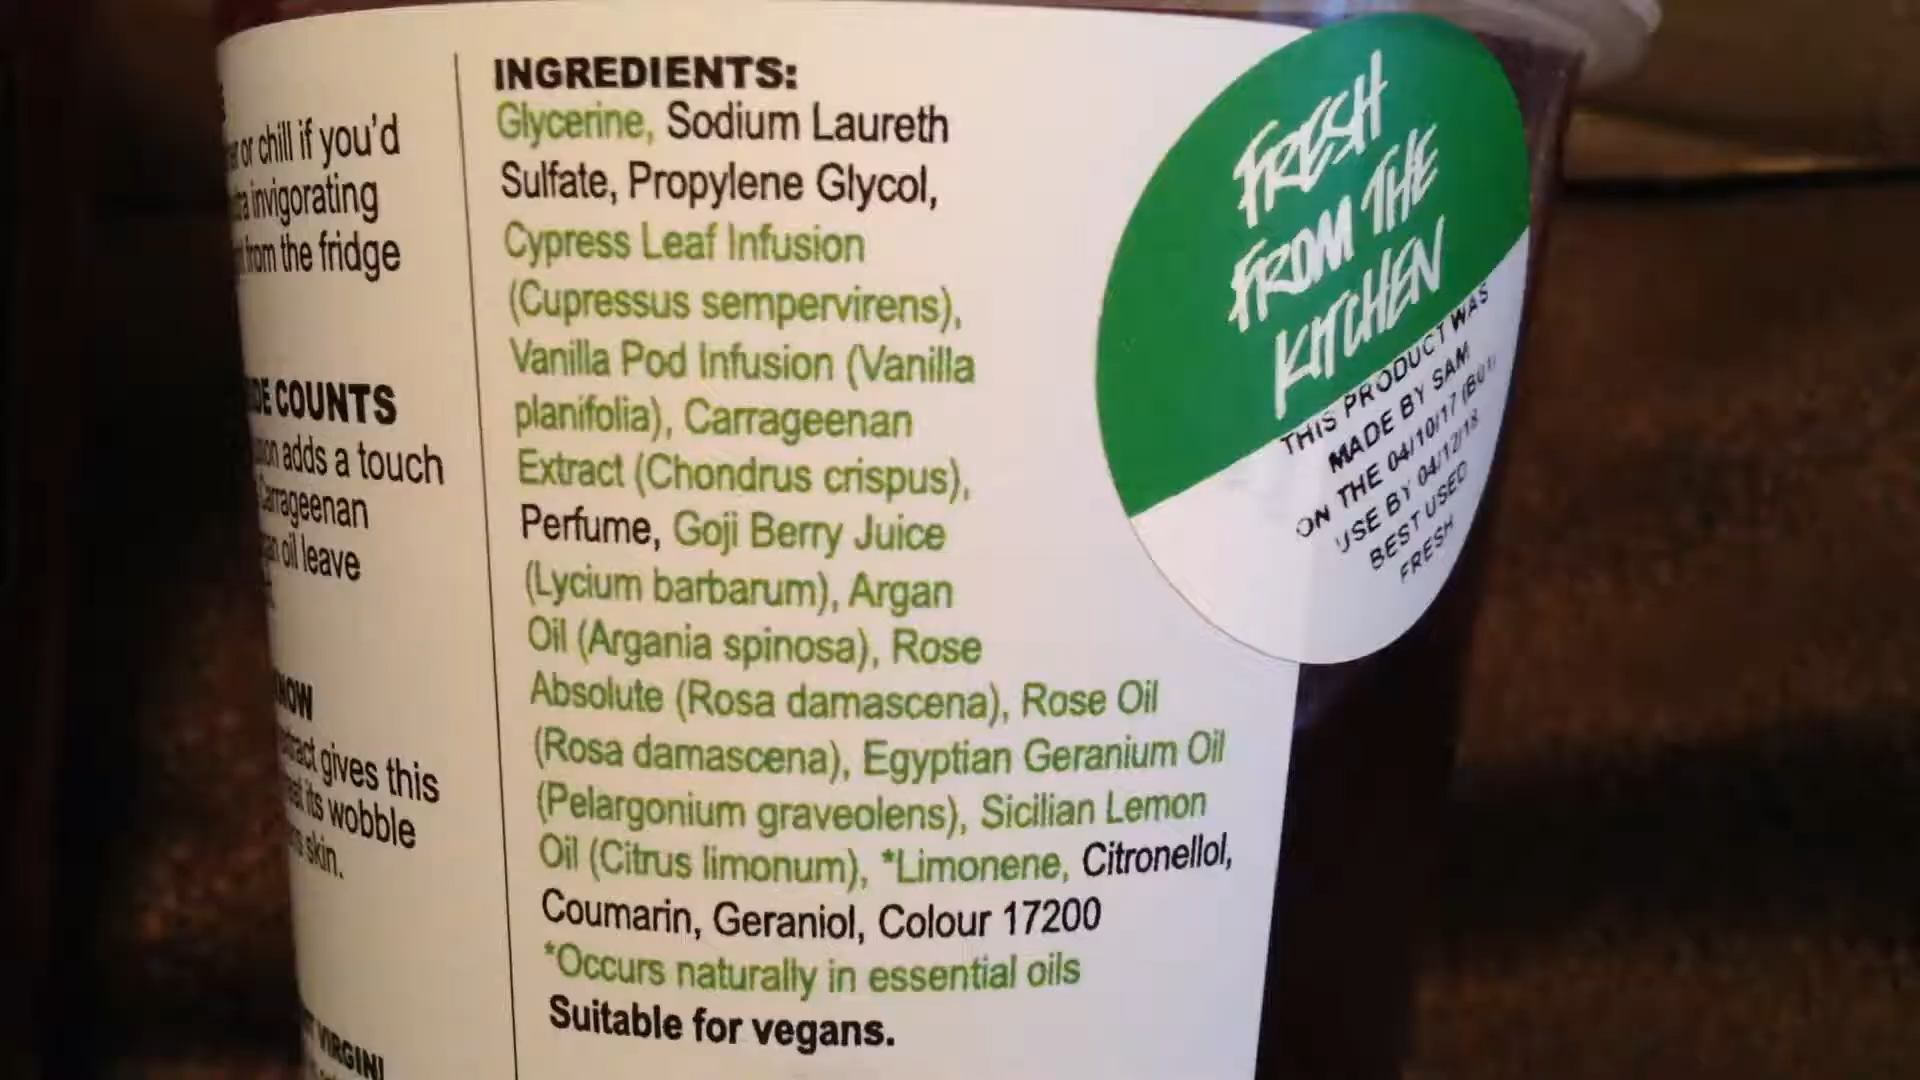 or chill if you'd
invigorating
from the fridge
COUNTS
adds a touch
Carrageenan
oil leave
gives this
its wobble
skin.
VIRGIN!
INGREDIENTS:
Glycerine, Sodium Laureth
Sulfate, Propylene Glycol,
Cypress Leaf Infusion
(Cupressus sempervirens),
Vanilla Pod Infusion (Vanilla
planifolia), Carrageenan
Extract (Chondrus crispus),
Perfume, Goji Berry Juice
(Lycium barbarum), Argan
Oil (Argania spinosa), Rose
Absolute (Rosa damascena), Rose Oil
(Rosa damascena), Egyptian Geranium Oil
(Pelargonium graveolens), Sicilian Lemon
Oil (Citrus limonum), *Limonene, Citronellol,
Coumarin, Geraniol, Colour 17200
*Occurs naturally in essential oils
Suitable for vegans.
FRESH
FROM THE
KITCHEN
THIS PRODUCT WAS
MADE BY SAM
ON THE 04/10/17
USE BY 04/12/18
BEST USED
FRESH